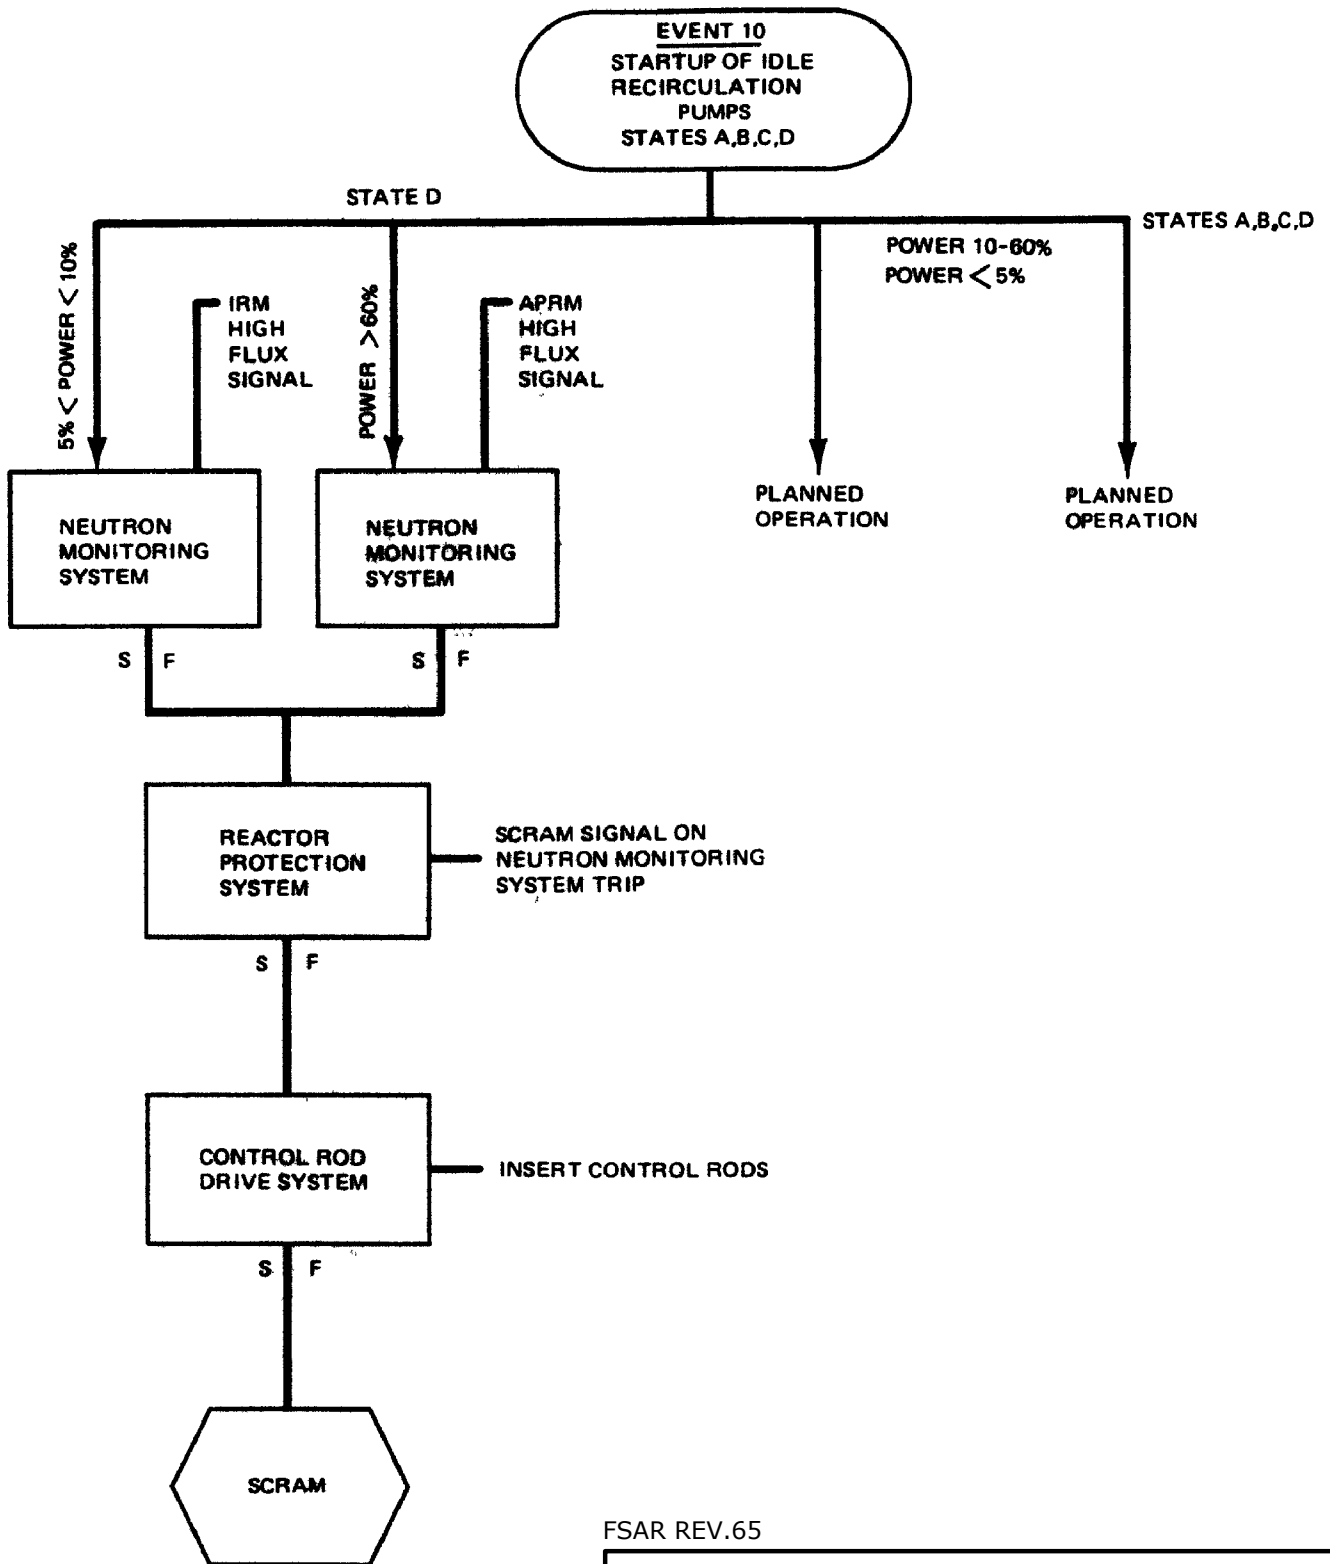 EVENT 10
STARTUP OF IDLE
RECIRCULATION
PUMPS
STATES A,B,C,D
STATE D
STATES A,B,C,D
5% < POWER < 10%
IRM
HIGH
FLUX
SIGNAL
POWER >60%
APRM
HIGH
FLUX
SIGNAL
POWER 10-60%
POWER < 5%
NEUTRON
MONITORING
SYSTEM
NEUTRON
MONITORING
SYSTEM
PLANNED
OPERATION
PLANNED
OPERATION
S F
S F
REACTOR
PROTECTION
SYSTEM
SCRAM SIGNAL ON
NEUTRON MONITORING
SYSTEM TRIP
S F
CONTROL ROD
DRIVE SYSTEM
INSERT CONTROL RODS
S F
SCRAM
FSAR REV.65